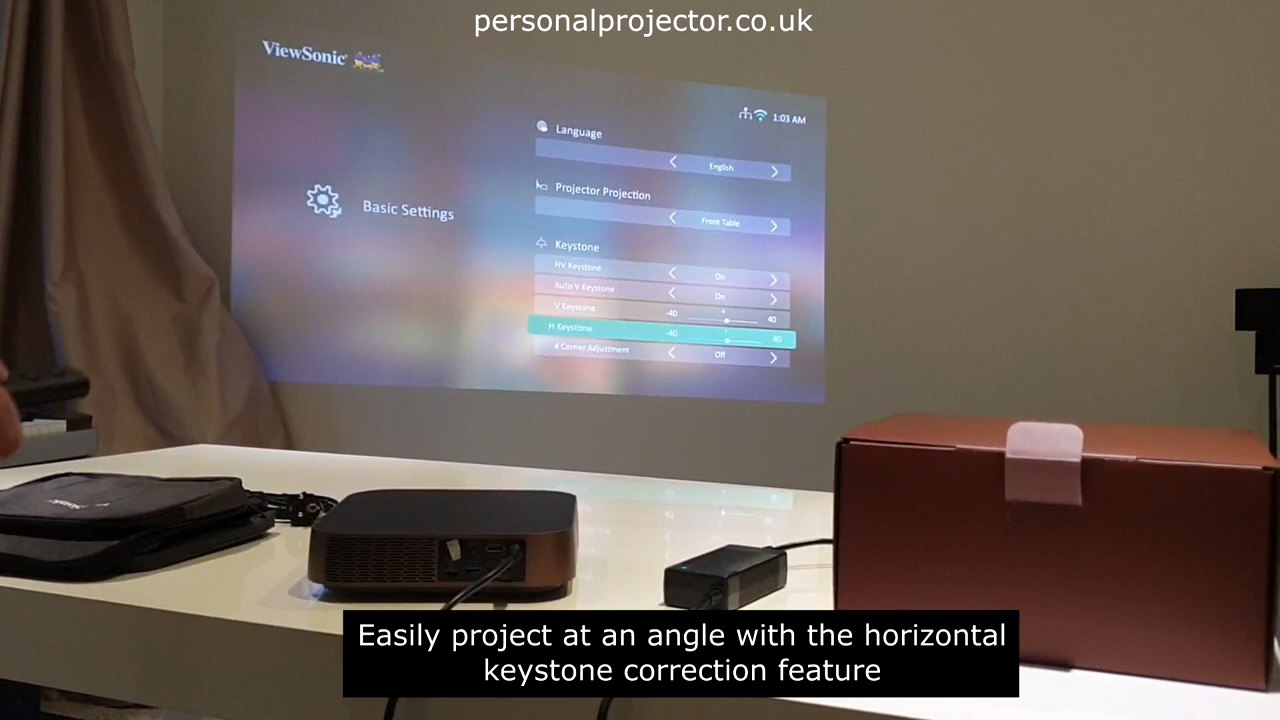 personalprojector.co.uk
ViewSonic
1:03 AM
Language
English
Projector Projection
Front Table
Basic Settings
Keystone
HV Keystone On
Auto V Keystone On
V Keystone -40 40
H Keystone -40 40
4 Corner Adjustment Off
Easily project at an angle with the horizontal
keystone correction feature